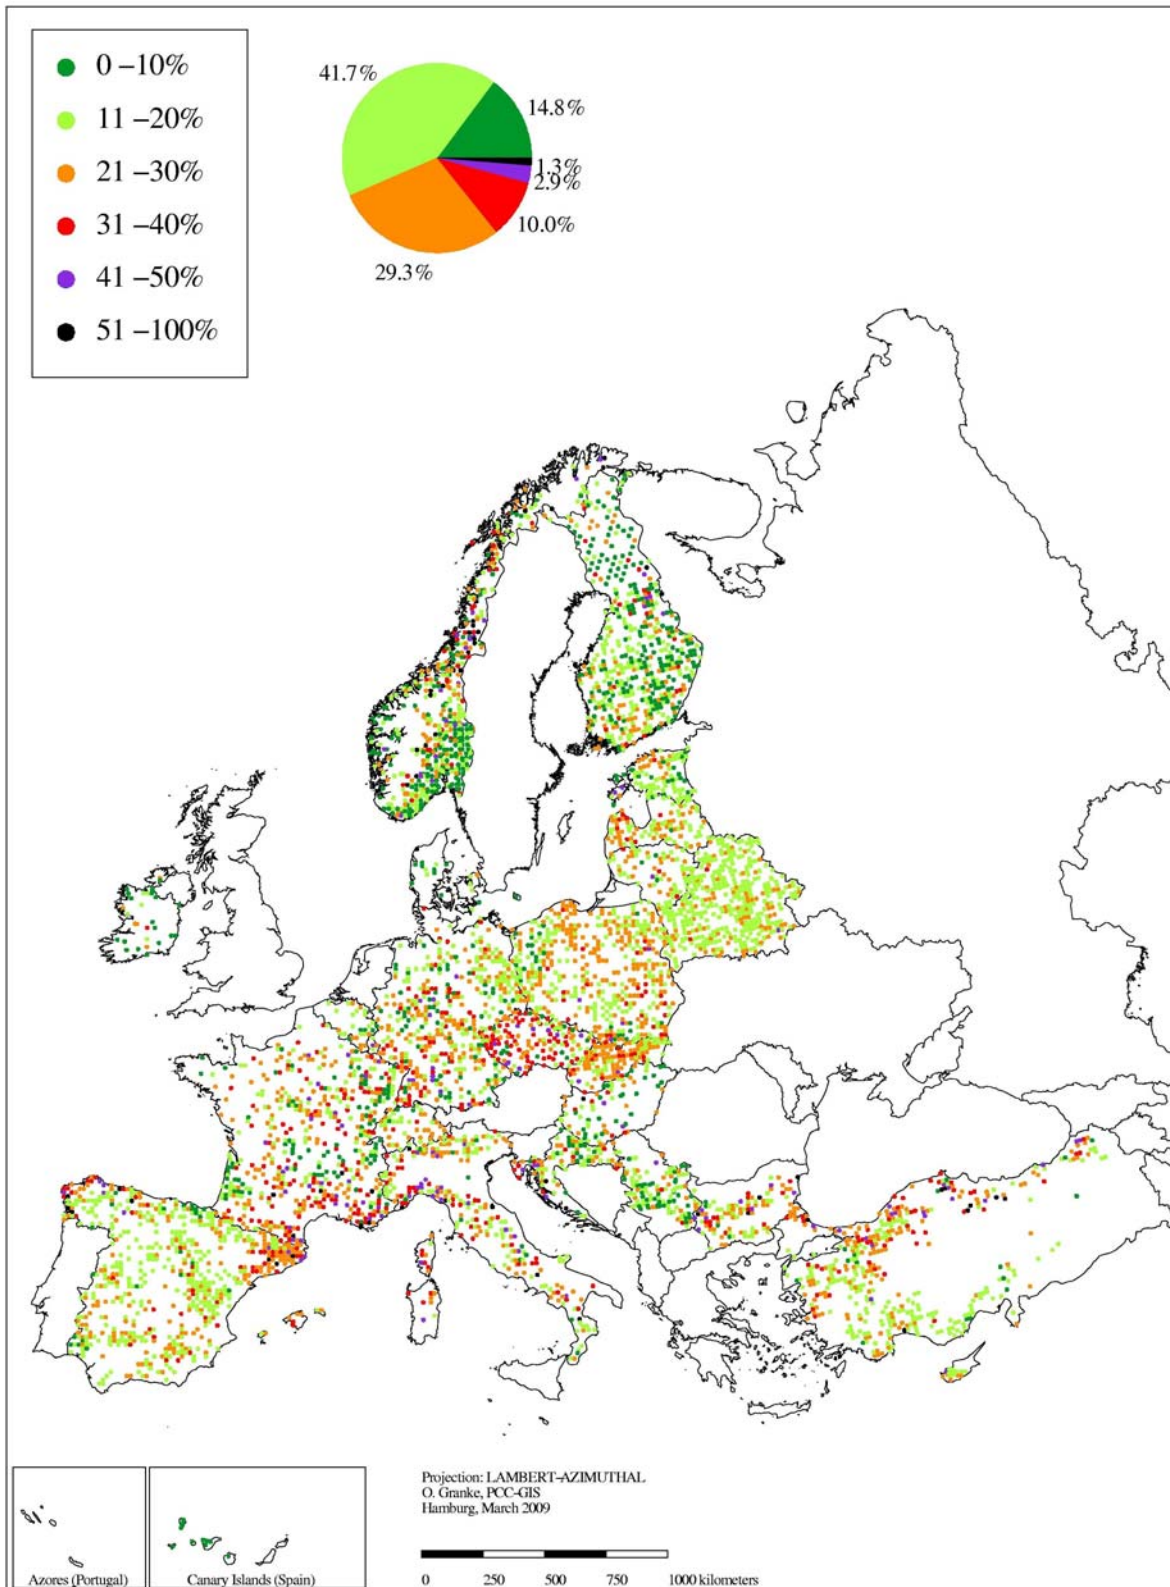 0 –10%
11 –20%
21 –30%
31 –40%
41 –50%
51 –100%
41.7%
14.8%
1.3%
2.9%
10.0%
29.3%
Projection: LAMBERT-AZIMUTHAL
O. Granke, PCC-GIS
Hamburg, March 2009
Azores (Portugal)
Canary Islands (Spain)
0 250 500 750 1000 kilometers